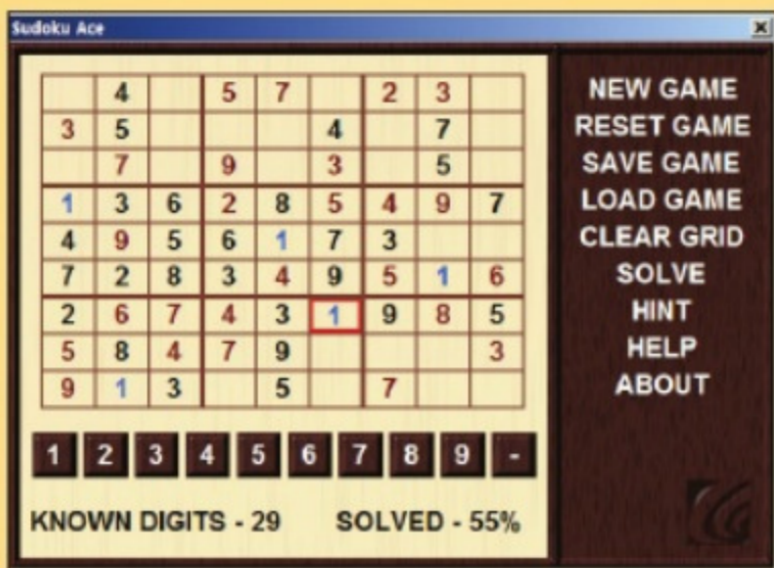 Sudoku Ace
4 5 7 2 3
3 5 4 7
7 9 3 5
1 3 6 2 8 5 4 9 7
4 9 5 6 1 7 3
7 2 8 3 4 9 5 1 6
2 6 7 4 3 1 9 8 5
5 8 4 7 9 3
9 1 3 5 7
1 2 3 4 5 6 7 8 9 -
KNOWN DIGITS - 29 SOLVED - 55%
NEW GAME
RESET GAME
SAVE GAME
LOAD GAME
CLEAR GRID
SOLVE
HINT
HELP
ABOUT